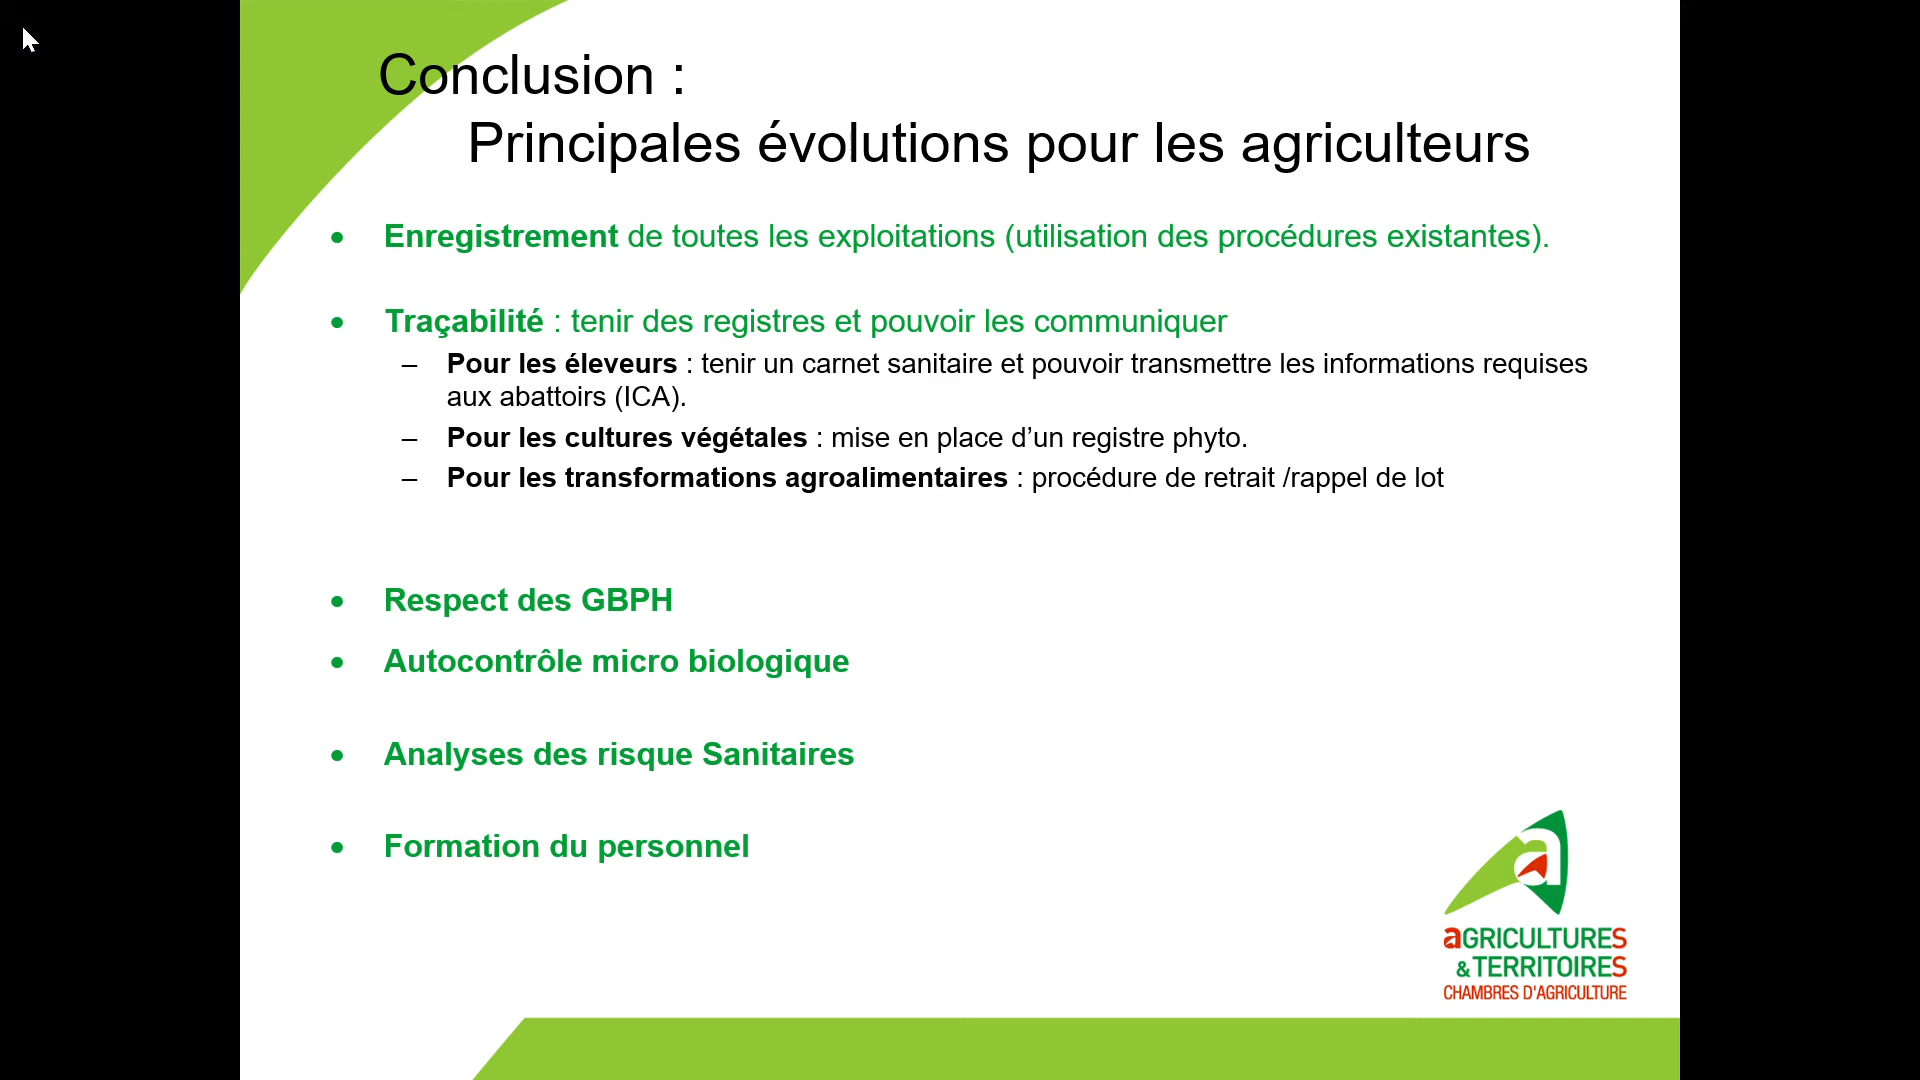 Conclusion :
Principales évolutions pour les agriculteurs
• Enregistrement de toutes les exploitations (utilisation des procédures existantes).
• Traçabilité : tenir des registres et pouvoir les communiquer
– Pour les éleveurs : tenir un carnet sanitaire et pouvoir transmettre les informations requises
aux abattoirs (ICA).
– Pour les cultures végétales : mise en place d’un registre phyto.
– Pour les transformations agroalimentaires : procédure de retrait /rappel de lot
• Respect des GBPH
• Autocontrôle micro biologique
• Analyses des risque Sanitaires
• Formation du personnel
a
aGRICULTURES
& TERRITOIRES
CHAMBRES D'AGRICULTURE